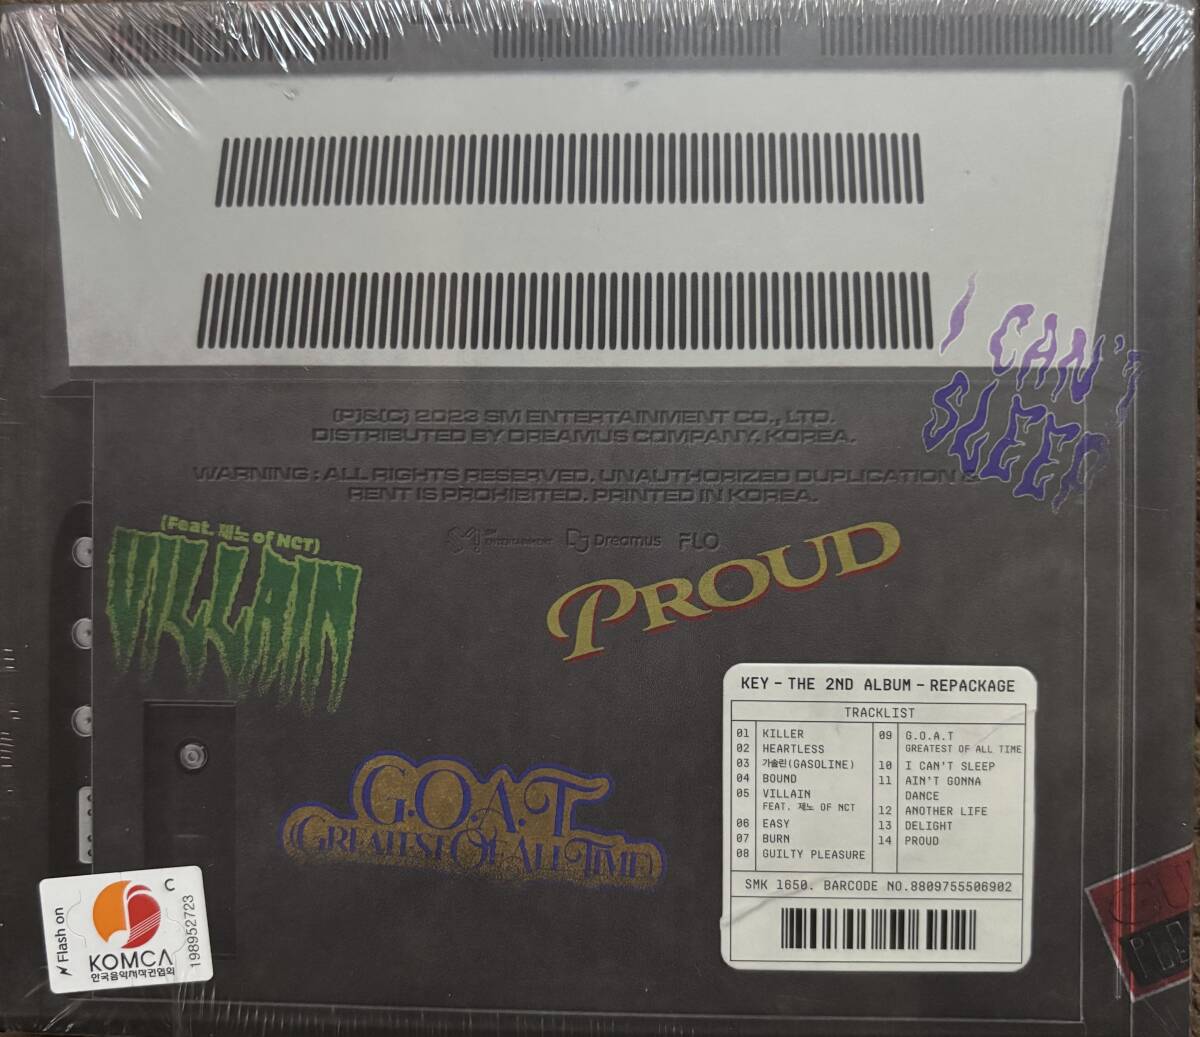 I CAN'T
SLEEP
(P)&(C) 2023 SM ENTERTAINMENT CO., LTD.
DISTRIBUTED BY DREAMUS COMPANY. KOREA.
WARNING : ALL RIGHTS RESERVED. UNAUTHORIZED DUPLICATION &
RENT IS PROHIBITED. PRINTED IN KOREA.
SM ENTERTAINMENT Dreamus FLO
(Feat. 제노 of NCT)
VILLAIN
PROUD
G.O.A.T
(GREATEST OF ALL TIME)
KEY - THE 2ND ALBUM - REPACKAGE
TRACKLIST
01 KILLER
02 HEARTLESS
03 가솔린(GASOLINE)
04 BOUND
05 VILLAIN
FEAT. 제노 OF NCT
06 EASY
07 BURN
08 GUILTY PLEASURE
09 G.O.A.T
GREATEST OF ALL TIME
10 I CAN'T SLEEP
11 AIN'T GONNA
DANCE
12 ANOTHER LIFE
13 DELIGHT
14 PROUD
SMK 1650. BARCODE NO.8809755506902
Flash on
C
KOMCA
한국음악저작권협회
198952723
GU
PLE